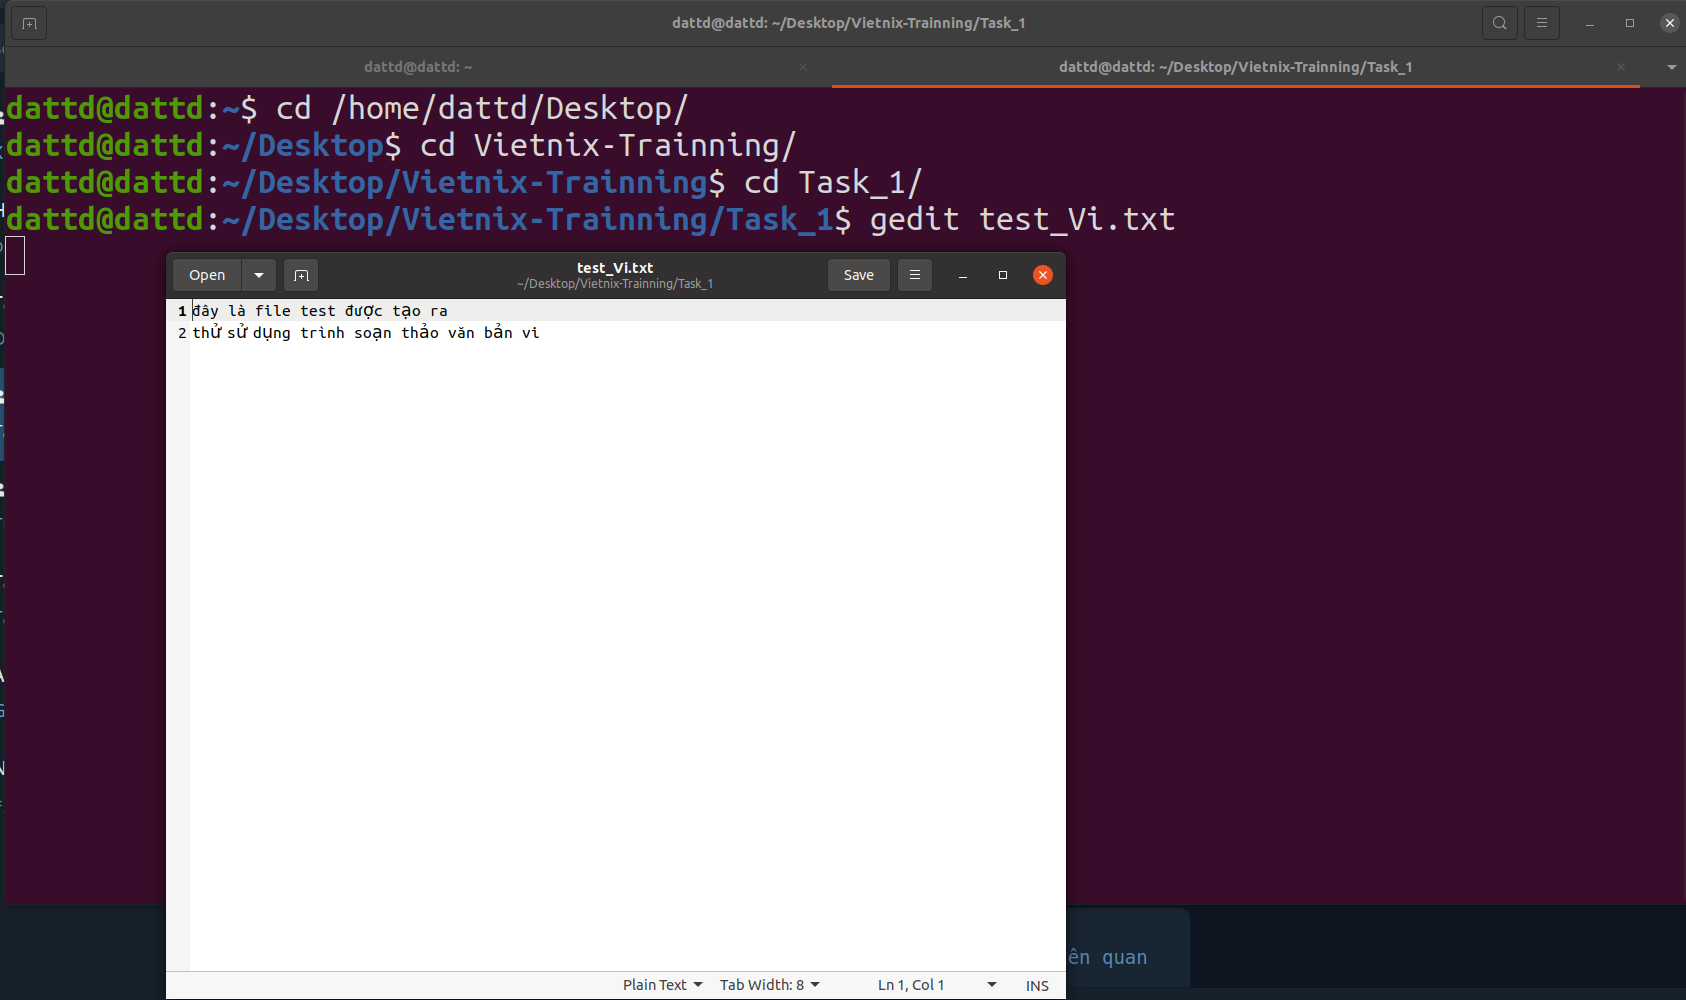 dattd@dattd: ~/Desktop/Vietnix-Trainning/Task_1
dattd@dattd: ~
dattd@dattd: ~/Desktop/Vietnix-Trainning/Task_1
dattd@dattd:~$ cd /home/dattd/Desktop/
dattd@dattd:~/Desktop$ cd Vietnix-Trainning/
dattd@dattd:~/Desktop/Vietnix-Trainning$ cd Task_1/
dattd@dattd:~/Desktop/Vietnix-Trainning/Task_1$ gedit test_Vi.txt
Open
test_Vi.txt
~/Desktop/Vietnix-Trainning/Task_1
Save
1 đây là file test được tạo ra
2 thử sử dụng trình soạn thảo văn bản vi
quan
Plain Text Tab Width: 8 Ln 1, Col 1 INS